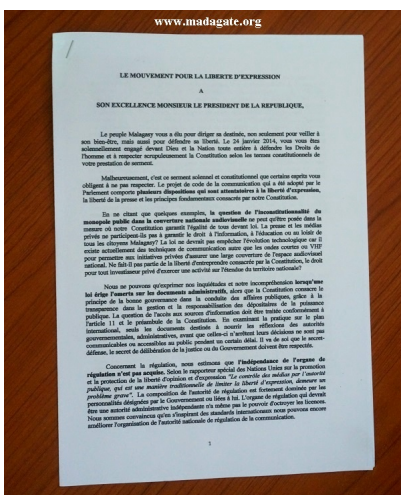 www.madagate.org
LE MOUVEMENT POUR LA LIBERTE D'EXPRESSION
A
SON EXCELLENCE MONSIEUR LE PRESIDENT DE LA REPUBLIQUE,
Le peuple Malagasy vous a élu pour diriger sa destinée, non seulement pour veiller à
son bien-être, mais aussi pour défendre sa liberté. Le 24 janvier 2014, vous vous êtes
solennellement engagé devant Dieu et la Nation toute entière à défendre les Droits de
l'Homme et à respecter scrupuleusement la Constitution selon les termes constitutionnels de
votre prestation de serment.
Malheureusement, c'est ce serment solennel et constitutionnel que certains esprits vous
obligent à ne pas respecter. Le projet de code de la communication qui a été adopté par le
Parlement comporte plusieurs dispositions qui sont attentatoires à la liberté d'expression,
la liberté de la presse et les principes fondamentaux consacrés par notre Constitution.
En ne citant que quelques exemples, la question de l'inconstitutionnalité du
monopole public dans la couverture nationale audiovisuelle ne peut qu'être posée dans la
mesure où notre Constitution garantit l'égalité de tous devant loi. La presse et les médias
privés ne participent-ils pas à garantir le droit à l'information, à l'éducation ou au loisir de
tous les citoyens Malagasy? La loi ne devrait pas empêcher l'évolution technologique car il
existe actuellement des techniques de communication autre que les ondes courtes ou VHF
pour permettre aux initiatives privées d'assurer une large couverture de l'espace audiovisuel
national. Ne fait-il pas partie de la liberté d'entreprendre consacrée par la Constitution, le droit
pour tout investisseur privé d'exercer une activité sur l'étendue du territoire nationale?
Nous ne pouvons qu'exprimer nos inquiétudes et notre incompréhension lorsqu'une
loi érige l'omerta sur les documents administratifs, alors que la Constitution consacre le
principe de la bonne gouvernance dans la conduite des affaires publiques, grâce à la
transparence dans la gestion et la responsabilisation des dépositaires de la puissance
publique. La question de l'accès aux sources d'information doit être traitée conformément à
l'article 11 et le préambule de la Constitution. En examinant la pratique sur le plan
international, seuls les documents destinés à nourrir les réflexions des autorités
gouvernementales, administratives, avant que celles-ci n'arrêtent leurs décisions ne sont pas
communicables ou accessibles au public pendant un certain délai. Il va de soi que le secret-
défense, le secret de délibération de la justice ou du Gouvernement doivent être respectés.
Concernant la régulation, nous estimons que l'indépendance de l'organe de
régulation n'est pas acquise. Selon le rapporteur spécial des Nations Unies sur la promotion
et la protection de la liberté d'opinion et d'expression "Le contrôle des médias par l'autorité
publique, qui est une manière traditionnelle de limiter la liberté d'expression, demeure un
problème grave". La composition de l'autorité de régulation est fortement dominée par les
personnalités désignées par le Gouvernement ou liées à lui. L'organe de régulation qui devrait
être une autorité administrative indépendante n'a même pas le pouvoir d'octroyer les licences.
Nous sommes convaincu qu'en s'inspirant des standards internationaux nous pouvons encore
améliorer l'organisation de l'autorité nationale de régulation de la communication.
1